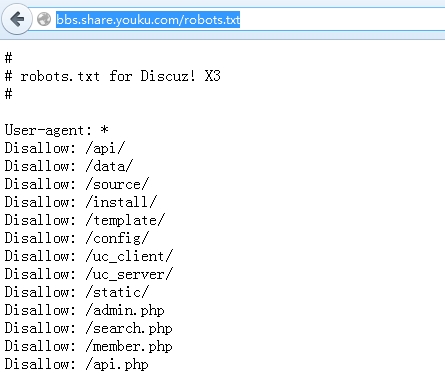 bbs.share.youku.com/robots.txt
#
# robots.txt for Discuz! X3
#
User-agent: *
Disallow: /api/
Disallow: /data/
Disallow: /source/
Disallow: /install/
Disallow: /template/
Disallow: /config/
Disallow: /uc_client/
Disallow: /uc_server/
Disallow: /static/
Disallow: /admin.php
Disallow: /search.php
Disallow: /member.php
Disallow: /api.php